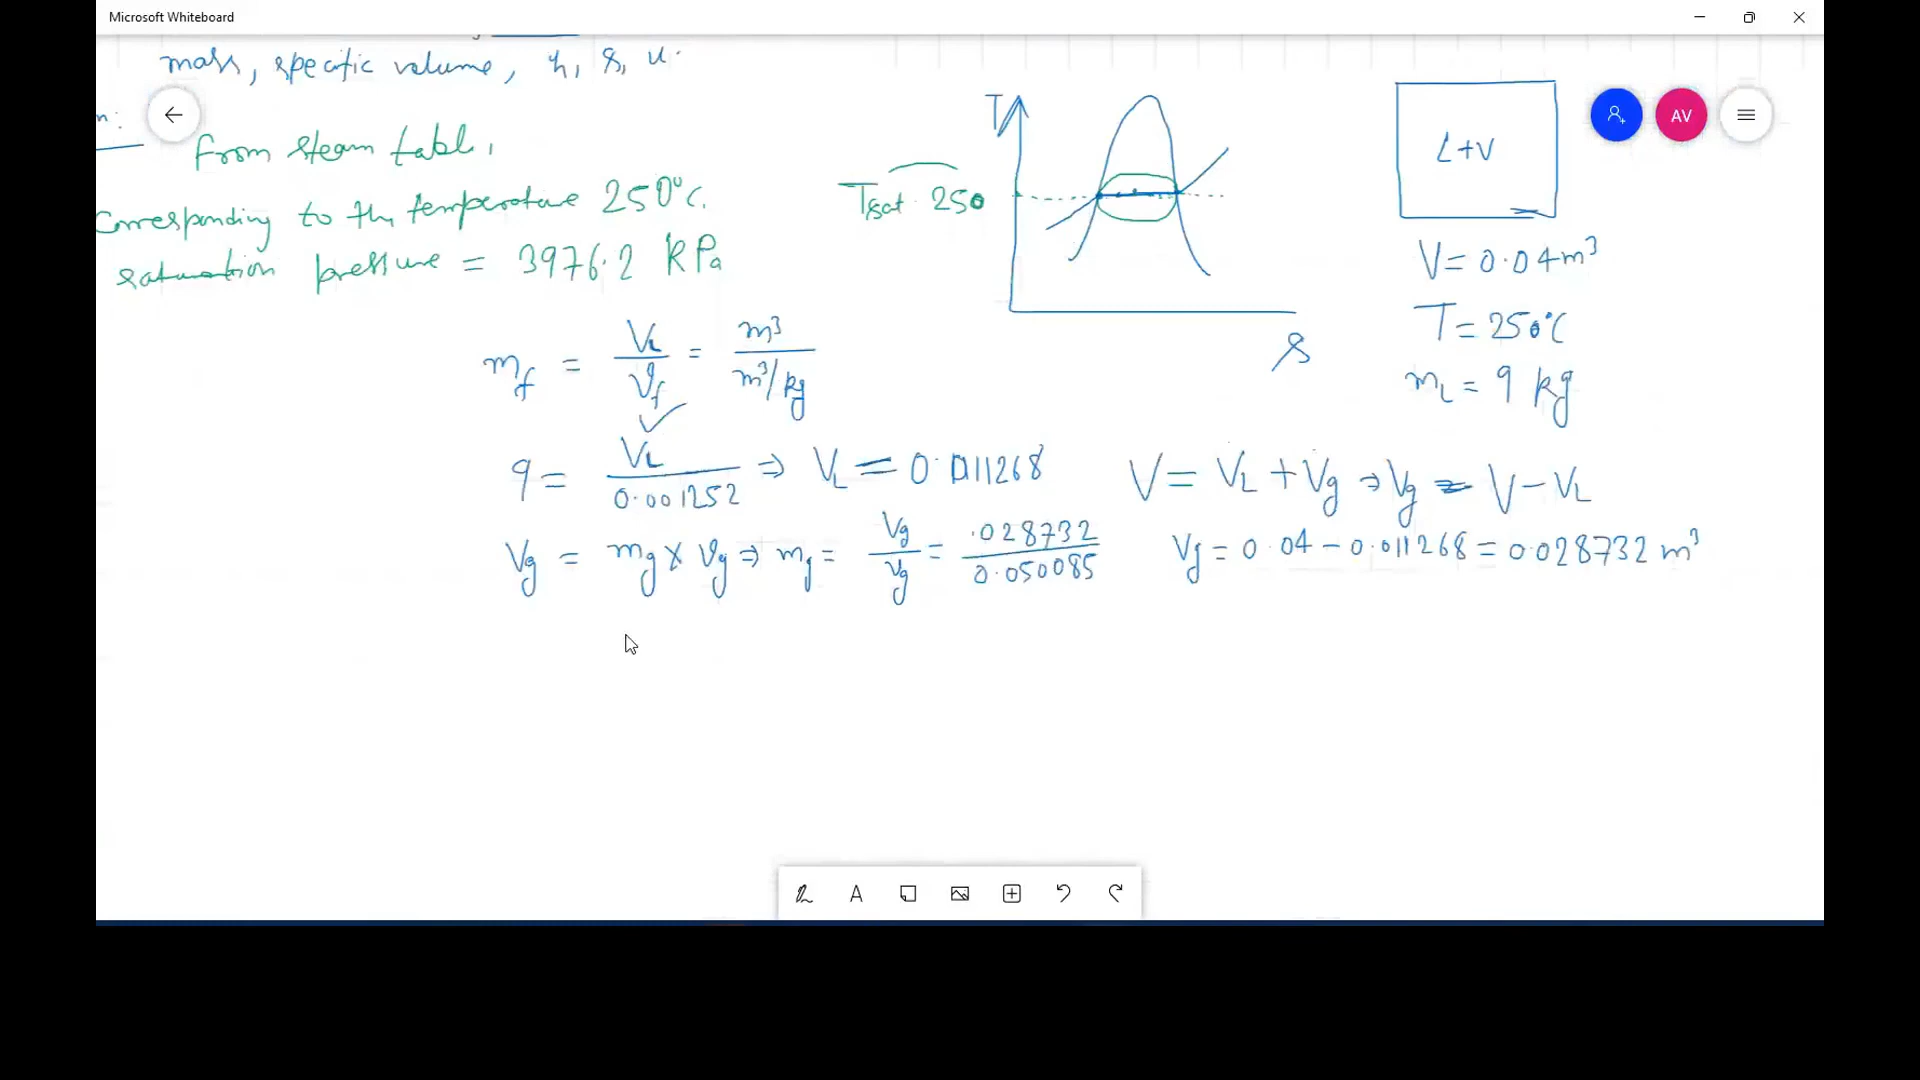 Microsoft Whiteboard
mass, specific volume, h, s, u.
n:
AV
From steam table,
Corresponding to the temperature 250°C.
saturation pressure = 3976.2 KPa
T
Tsat 250
s
L+V
V = 0.04 m³
T = 250°C
mL = 9 kg
mf = VL/vf = m³/m³/kg
9 = VL/0.001252 ⇒ VL = 0.011268
V = VL + Vg ⇒ Vg = V - VL
Vg = mg × vg ⇒ mg = Vg/vg = .028732/0.050085
Vg = 0.04 - 0.011268 = 0.028732 m³
A